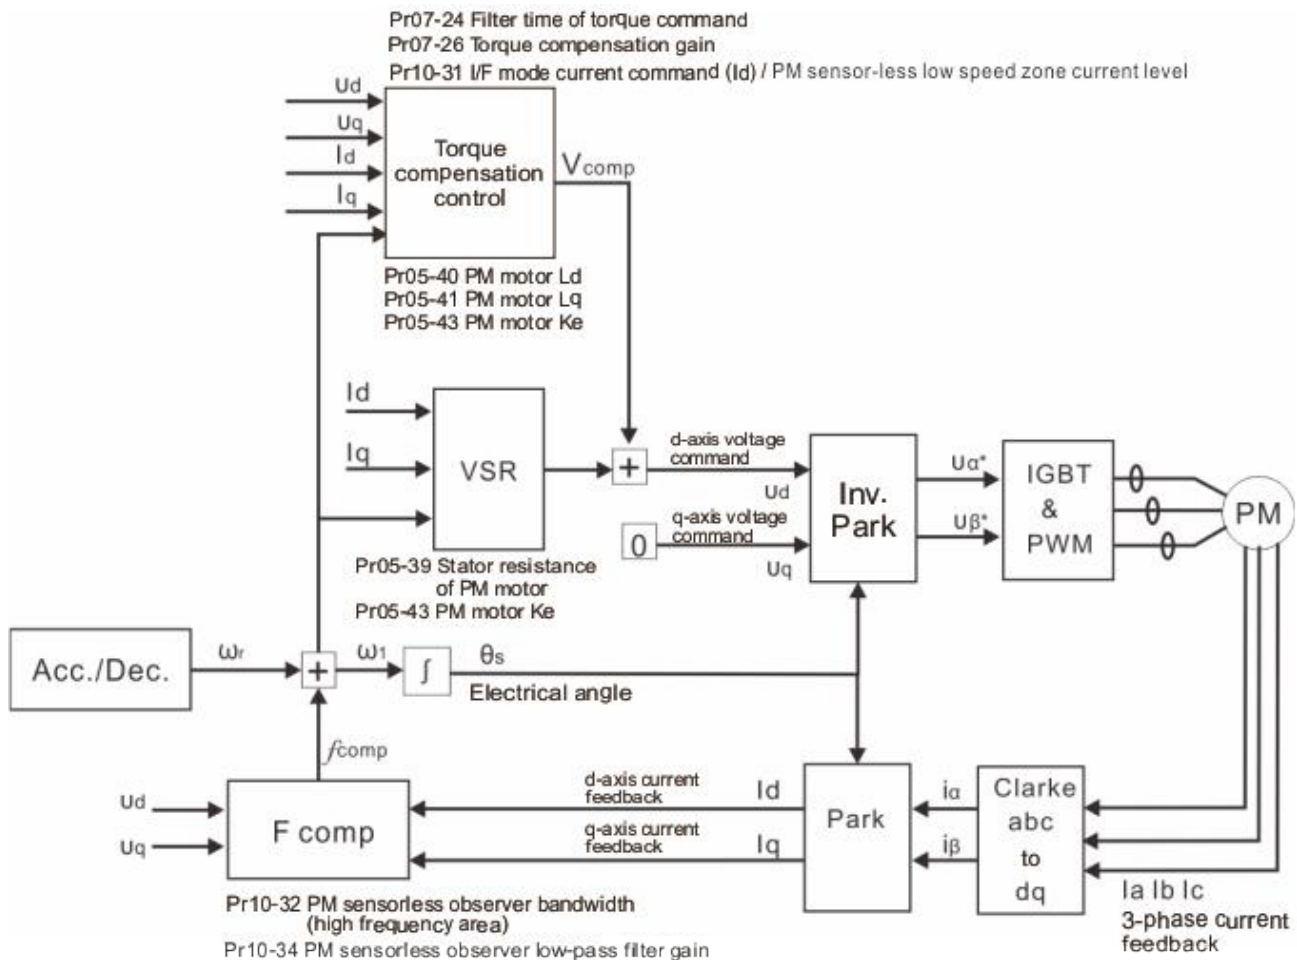 Pr07-24 Filter time of torque command
Pr07-26 Torque compensation gain
Pr10-31 I/F mode current command (Id) / PM sensor-less low speed zone current level
Ud
Uq
Id
Iq
Torque
compensation
control
Vcomp
Pr05-40 PM motor Ld
Pr05-41 PM motor Lq
Pr05-43 PM motor Ke
Id
Iq
VSR
+
d-axis voltage
command
Ud
0
q-axis voltage
command
Uq
Inv.
Park
Uα*
Uβ*
IGBT
&
PWM
PM
Pr05-39 Stator resistance
of PM motor
Pr05-43 PM motor Ke
Acc./Dec.
ωr
+
ω1
∫
θs
Electrical angle
fcomp
Ud
Uq
F comp
d-axis current
feedback
Id
q-axis current
feedback
Iq
Park
iα
iβ
Clarke
abc
to
dq
Ia Ib Ic
3-phase current
feedback
Pr10-32 PM sensorless observer bandwidth
(high frequency area)
Pr10-34 PM sensorless observer low-pass filter gain